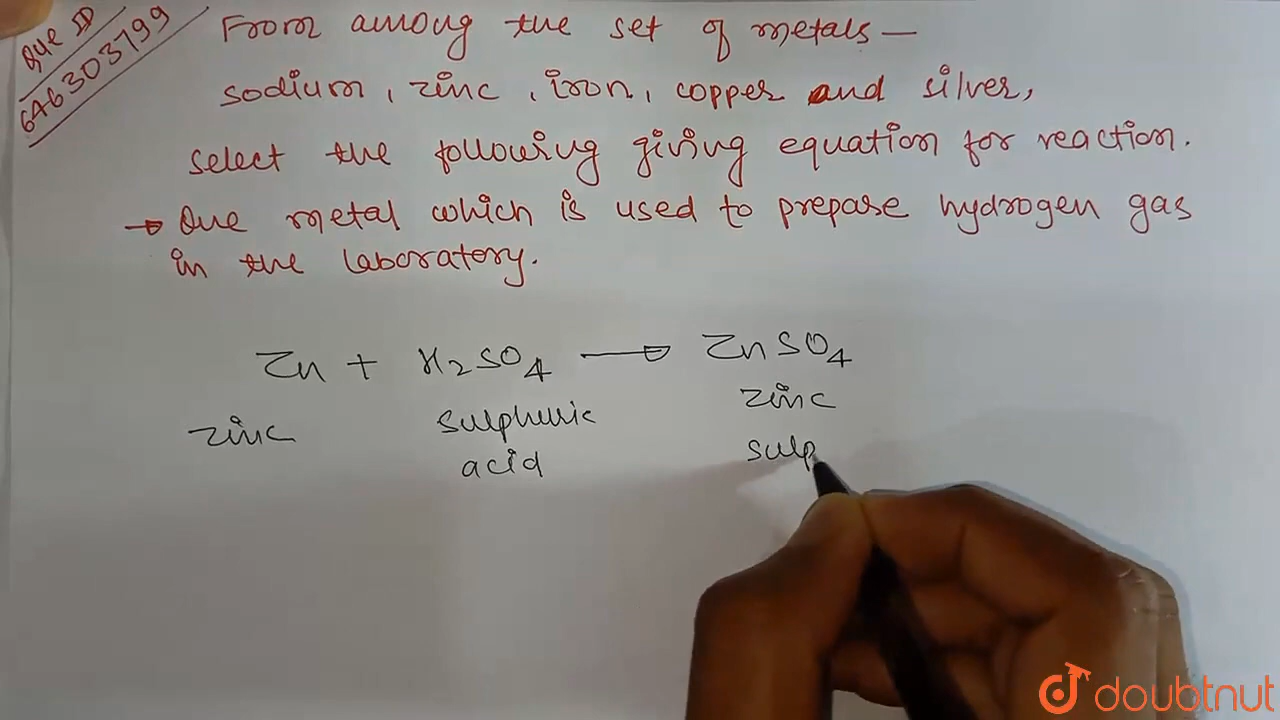 Que ID
646303799
From among the set of metals —
sodium, zinc, iron, copper and silver,
select the following giving equation for reaction.
→ One metal which is used to prepare hydrogen gas
in the laboratory.
Zn + H2SO4 → ZnSO4
zinc sulphuric zinc
acid sulp
doubtnut